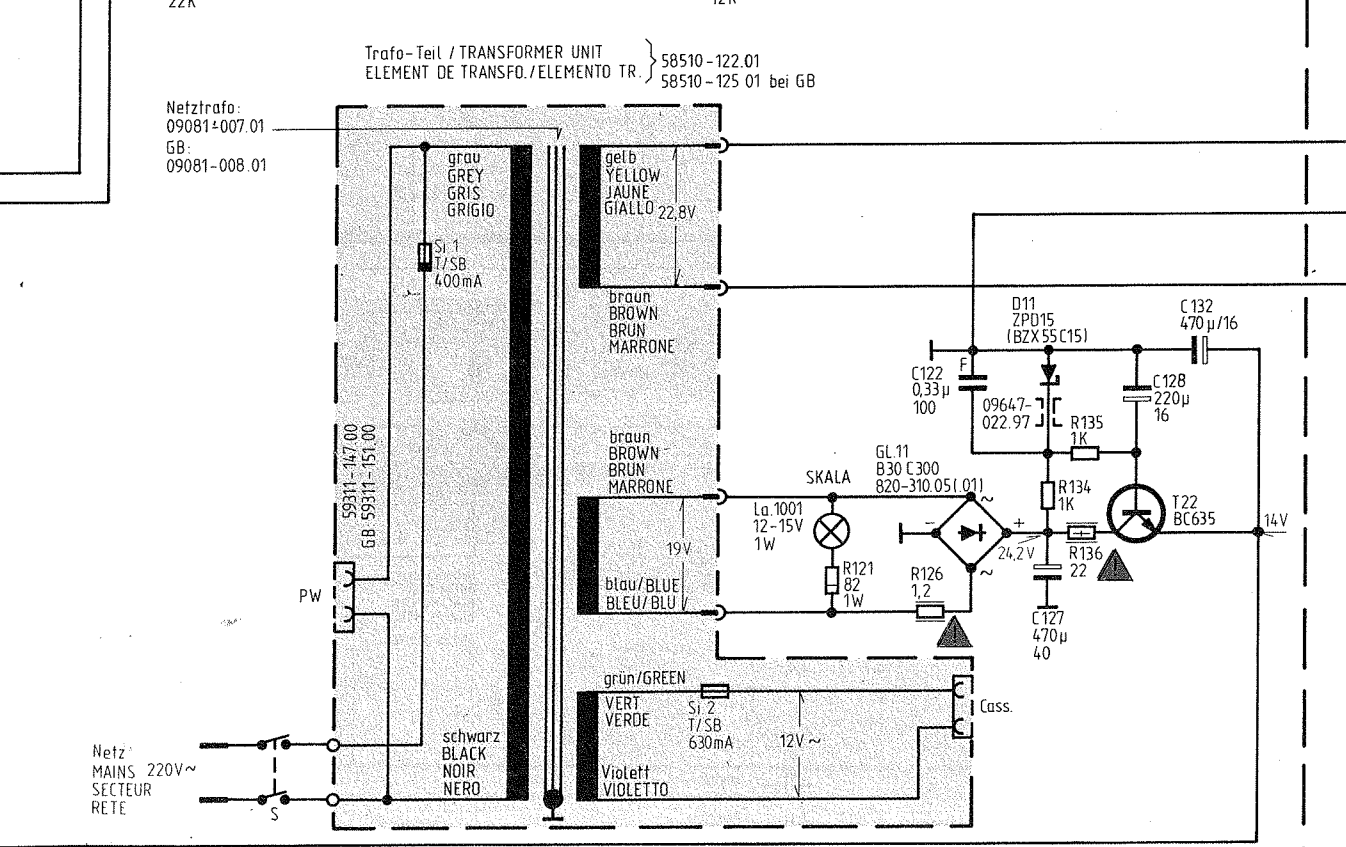 22K
12K
Trafo-Teil / TRANSFORMER UNIT
ELEMENT DE TRANSFO./ELEMENTO TR.
58510-122.01
58510-125 01 bei GB
Netztrafo:
09081-007.01
GB:
09081-008.01
grau
GREY
GRIS
GRIGIO
gelb
YELLOW
JAUNE
GIALLO
22,8V
Si 1
T/SB
400mA
braun
BROWN
BRUN
MARRONE
D11
ZPD15
(BZX55C15)
C132
470µ/16
F
C122
0,33µ
100
09647-
022.97
C128
220µ
16
R135
1K
59311-147.00
GB 59311-151.00
braun
BROWN
BRUN
MARRONE
SKALA
GL.11
B30 C300
820-310.05(.01)
La.1001
12-15V
1W
~
R134
1K
T22
BC635
14V
19V
-
+
24,2V
R136
22
!
PW
blau/BLUE
BLEU/BLU
R121
82
1W
R126
1,2
~
!
C127
470µ
40
grün/GREEN
VERT
VERDE
Si 2
T/SB
630mA
12V~
Cass.
Netz
MAINS 220V~
SECTEUR
RETE
S
schwarz
BLACK
NOIR
NERO
Violett
VIOLETTO